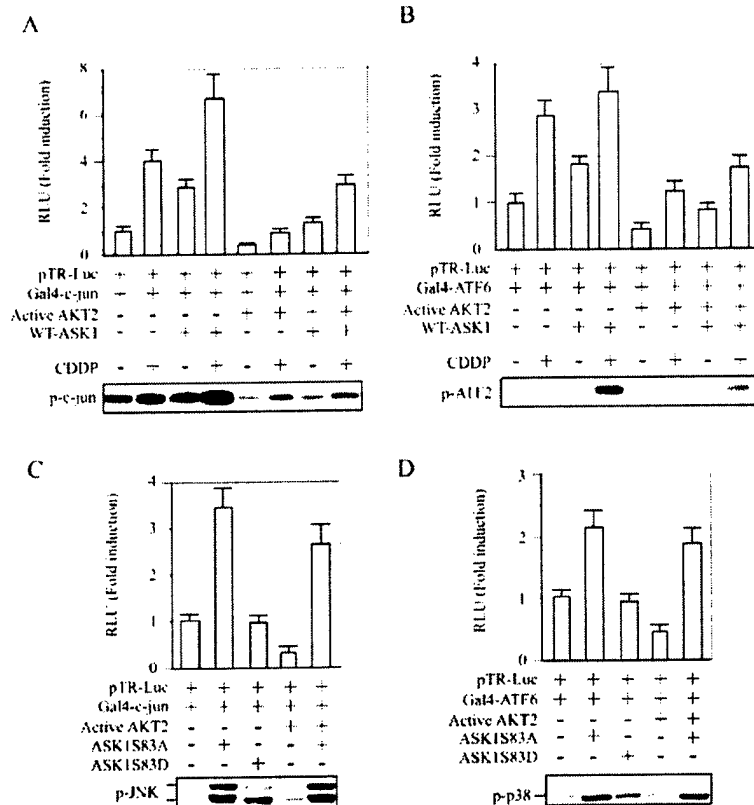 A
RLU (Fold induction)
8
6
4
2
0
pTR-Luc + + + + + + + +
Gal4-c-jun + + + + + + + +
Active AKT2 - - - - + + + +
WT-ASK1 - - + + - - + +
CDDP - + - + - + - +
p-c-jun
B
RLU (Fold induction)
4
3
2
1
0
pTR-Luc + + + + + + + +
Gal4-ATF6 + + + + + + + +
Active AKT2 - - - - + + + +
WT-ASK1 - - + + - - + +
CDDP - + - + - + - +
p-ATF2
C
RLU (Fold induction)
4
3
2
1
0
pTR-Luc + + + + +
Gal4-c-jun + + + + +
Active AKT2 - - - + +
ASK1S83A - + - - +
ASK1S83D - - + - -
p-JNK
D
RLU (Fold induction)
3
2
1
0
pTR-Luc + + + + +
Gal4-ATF6 + + + + +
Active AKT2 - - - + +
ASK1S83A - + - - +
ASK1S83D - - + - -
p-p38